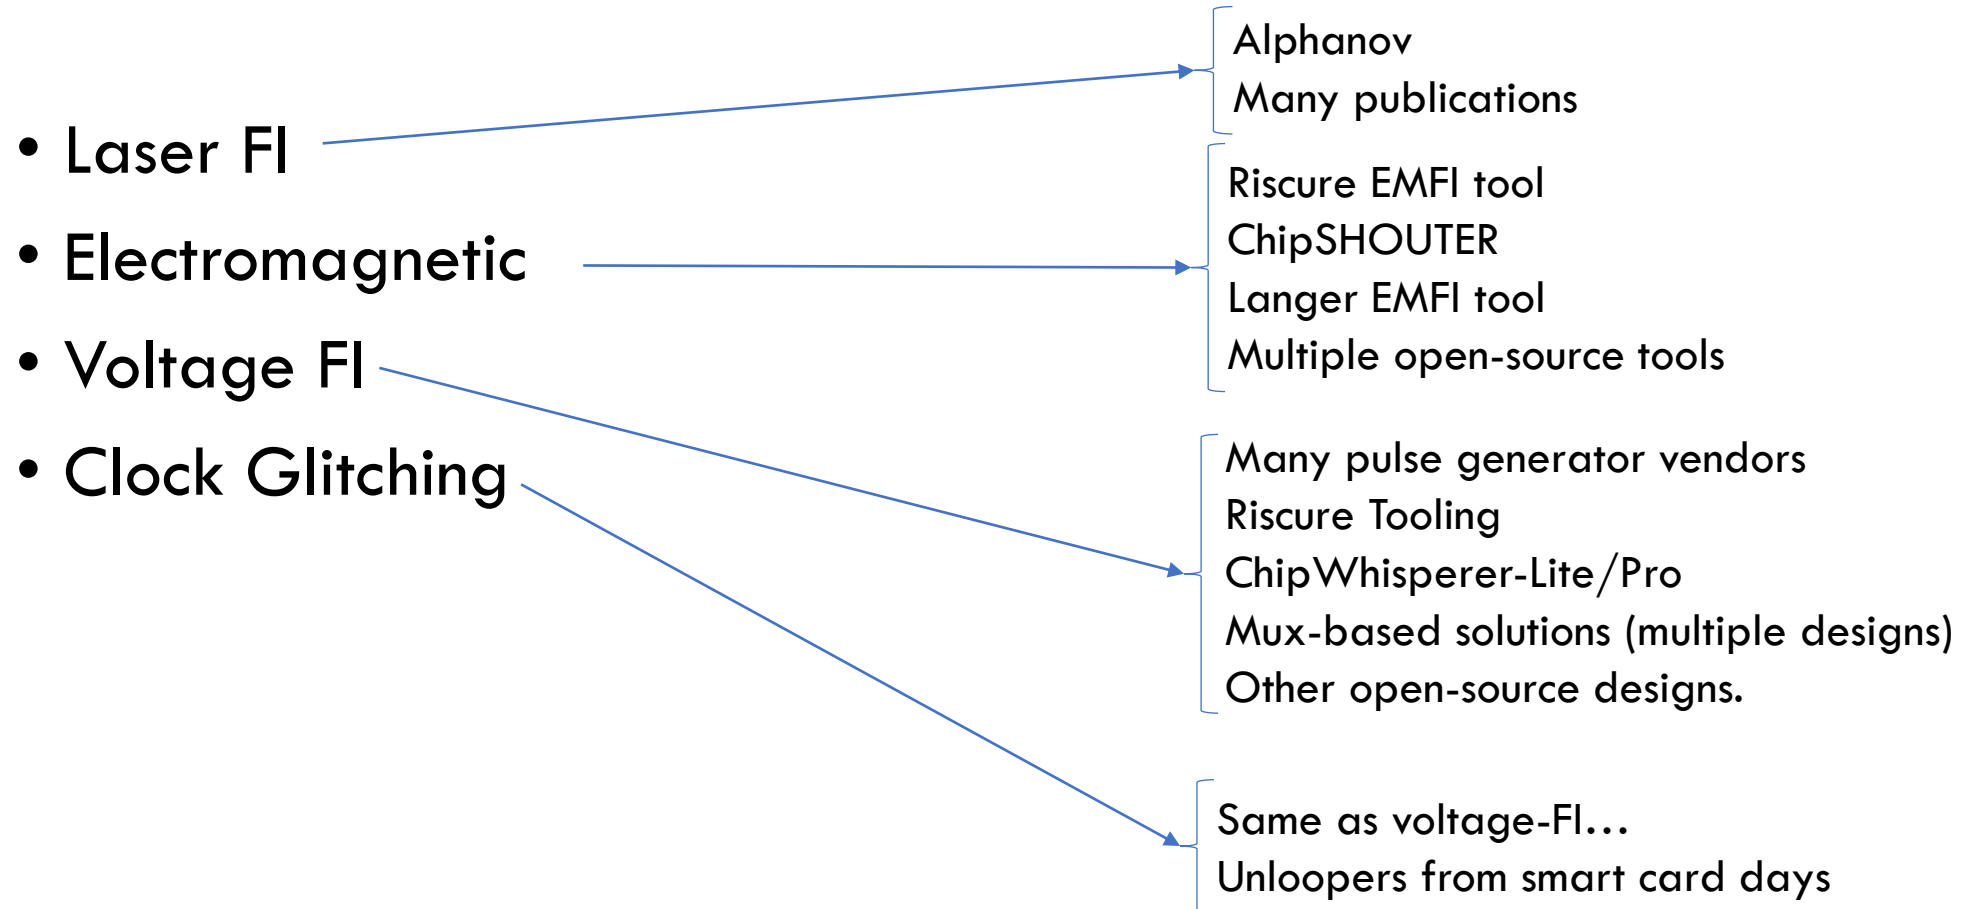 • Laser FI
• Electromagnetic
• Voltage FI
• Clock Glitching
Alphanov
Many publications
Riscure EMFI tool
ChipSHOUTER
Langer EMFI tool
Multiple open-source tools
Many pulse generator vendors
Riscure Tooling
ChipWhisperer-Lite/Pro
Mux-based solutions (multiple designs)
Other open-source designs.
Same as voltage-FI…
Unloopers from smart card days